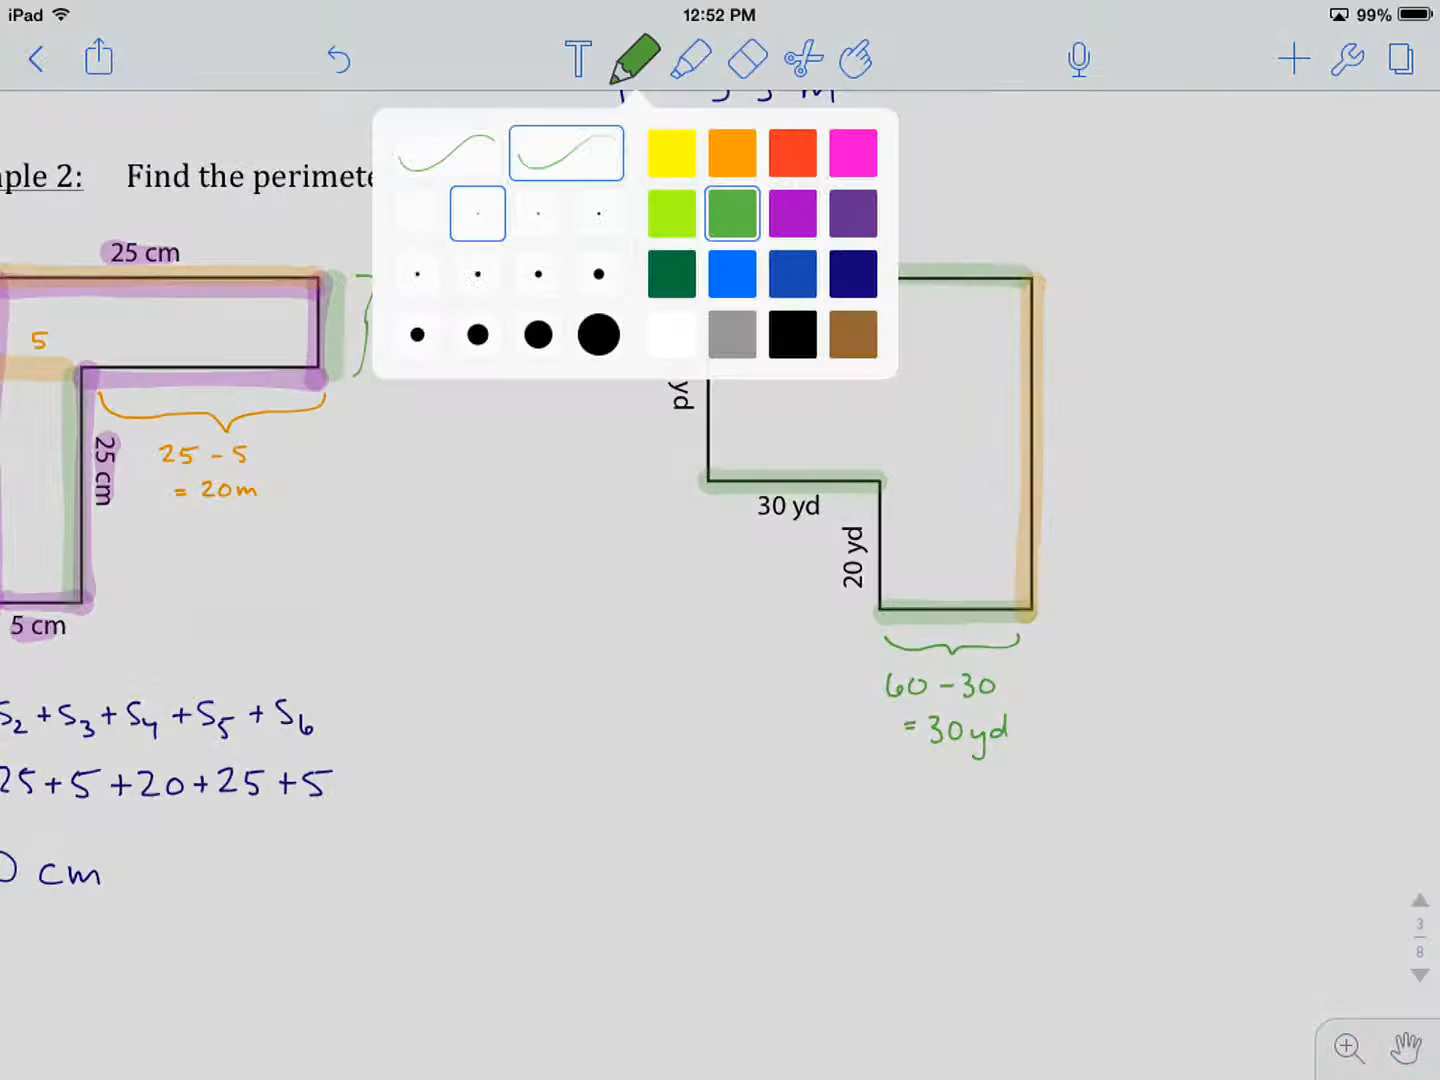 iPad
12:52 PM
99%
T
ple 2: Find the perimete
25 cm
5
25 cm
25 - 5
= 20m
5 cm
yd
30 yd
20 yd
60 - 30
= 30yd
S2 + S3 + S4 + S5 + S6
25 + 5 + 20 + 25 + 5
cm
3
8